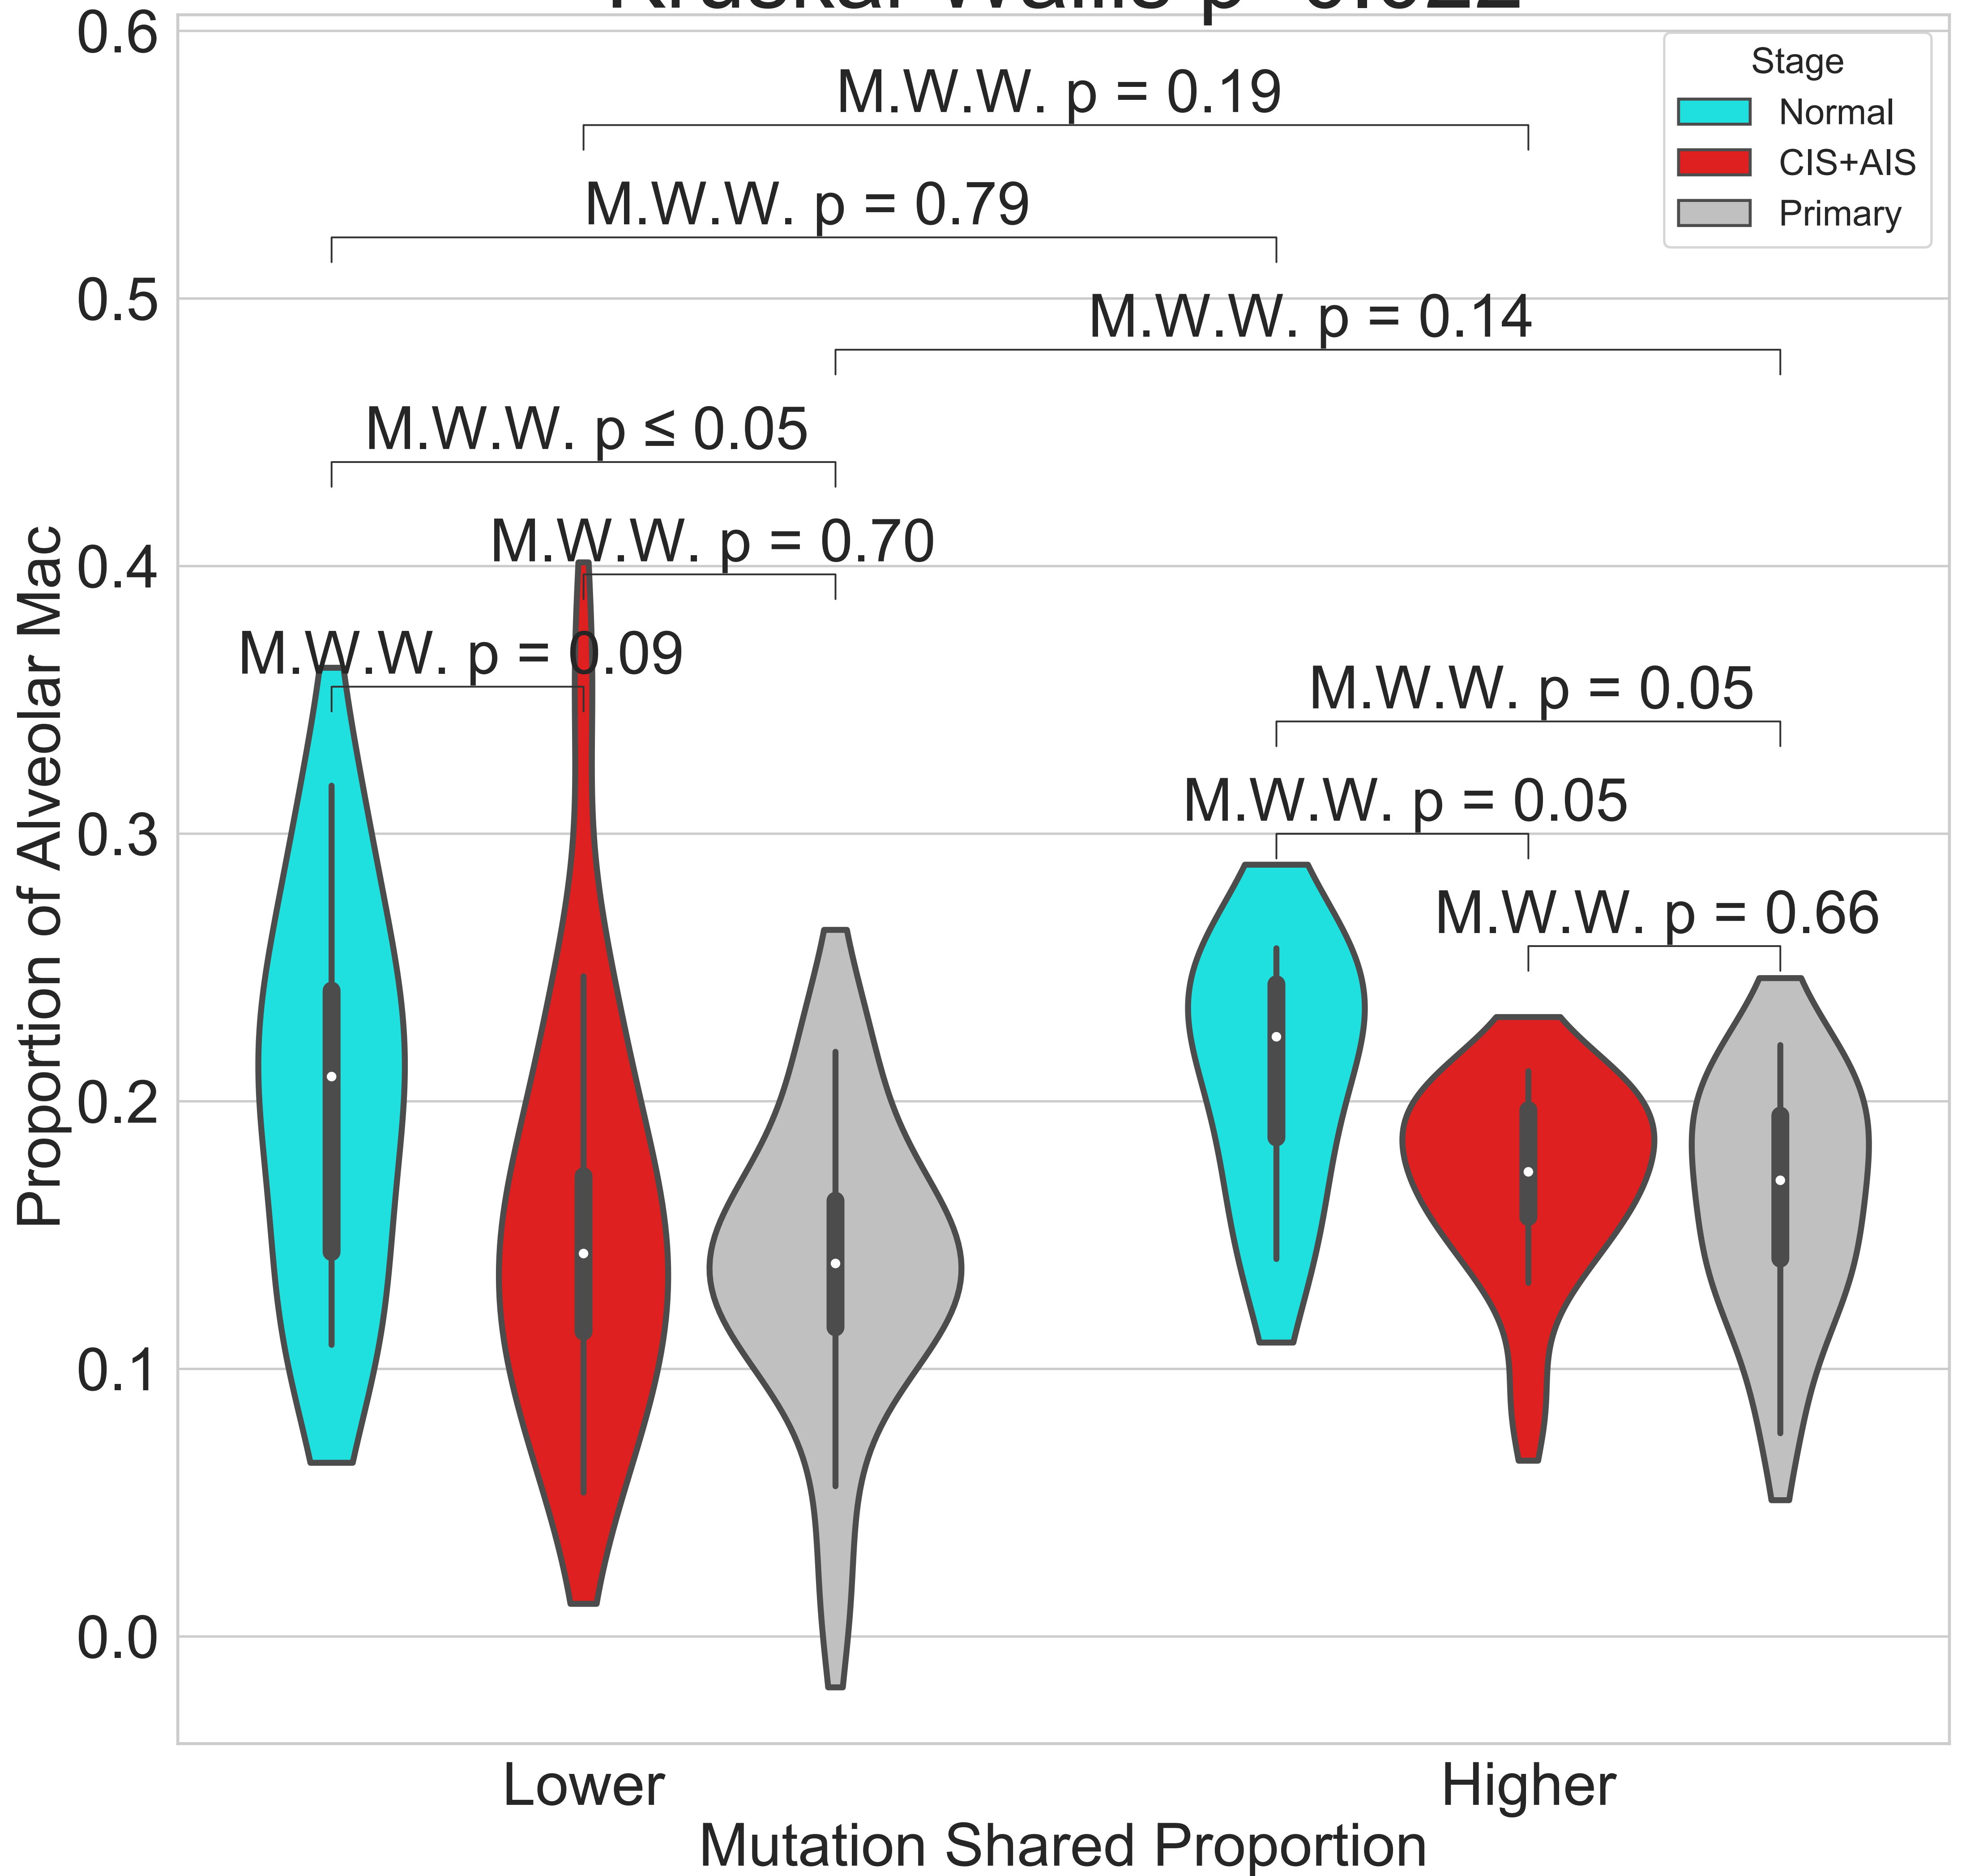 0.6
0.5
0.4
0.3
0.2
0.1
0.0
Proportion of Alveolar Mac
M.W.W. p = 0.19
M.W.W. p = 0.79
M.W.W. p = 0.14
M.W.W. p ≤ 0.05
M.W.W. p = 0.70
M.W.W. p = 0.09
M.W.W. p = 0.05
M.W.W. p = 0.05
M.W.W. p = 0.66
Stage
Normal
CIS+AIS
Primary
Lower
Higher
Mutation Shared Proportion